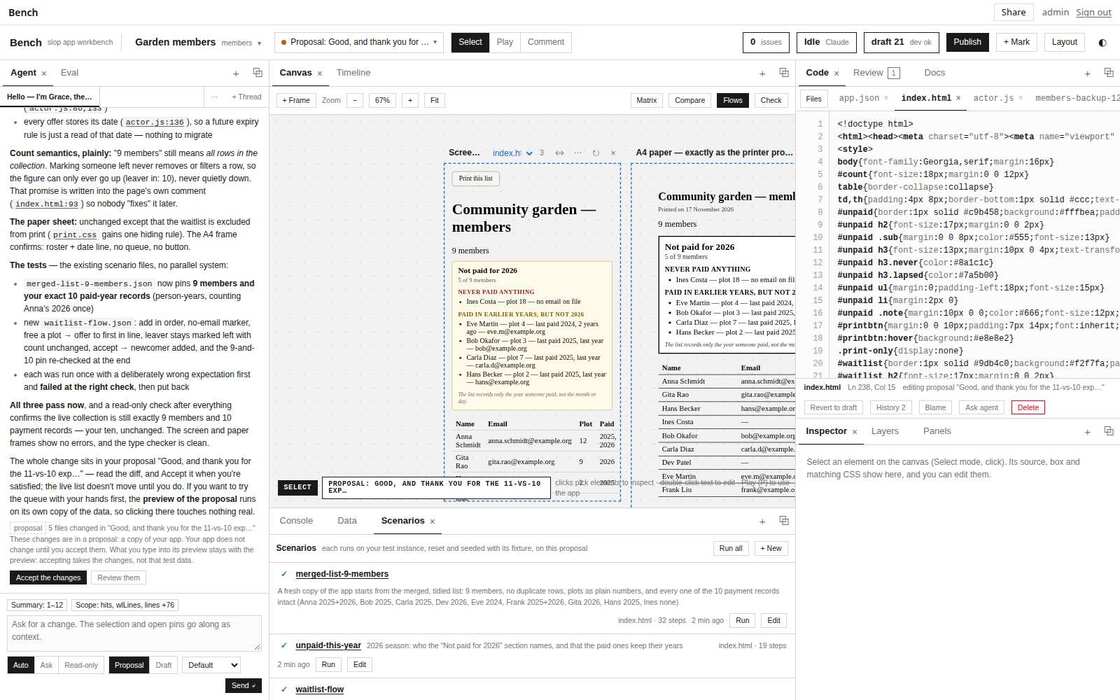 Bench
Share admin Sign out
Bench slop app workbench Garden members members ▾ Proposal: Good, and thank you for … ▾ Select Play Comment 0 issues Idle Claude draft 21 dev ok Publish + Mark Layout
Agent × Eval +
Hello — I'm Grace, the… ⋯ + Thread
every offer stores its date ( actor.js:136 ), so a future expiry
rule is just a read of that date — nothing to migrate
Count semantics, plainly: "9 members" still means all rows in the
collection. Marking someone left never removes or filters a row, so
the figure can only ever go up (leaver in: 10), never quietly down.
That promise is written into the page's own comment
( index.html:93 ) so nobody "fixes" it later.
The paper sheet: unchanged except that the waitlist is excluded
from print ( print.css gains one hiding rule). The A4 frame
confirms: roster + date line, no queue, no button.
The tests — the existing scenario files, no parallel system:
merged-list-9-members.json now pins 9 members and
your exact 10 paid-year records (person-years, counting
Anna's 2026 once)
new waitlist-flow.json : add in order, no-email marker,
free a plot → offer to first in line, leaver stays marked left with
count unchanged, accept → newcomer added, and the 9-and-
10 pin re-checked at the end
each was run once with a deliberately wrong expectation first
and failed at the right check, then put back
All three pass now, and a read-only check after everything
confirms the live collection is still exactly 9 members and 10
payment records — your ten, unchanged. The screen and paper
frames show no errors, and the type checker is clean.
The whole change sits in your proposal "Good, and thank you for
the 11-vs-10 exp…" — read the diff, and Accept it when you're
satisfied; the live list doesn't move until you do. If you want to try
the queue with your hands first, the preview of the proposal runs
on its own copy of the data, so clicking there touches nothing real.
proposal 5 files changed in "Good, and thank you for the 11-vs-10 exp…"
These changes are in a proposal: a copy of your app. Your app does not
change until you accept them. What you type into its preview stays with the
preview: accepting takes the changes, not that test data.
Accept the changes Review them
Summary: 1–12 Scope: hits, wlLines, lines +76
Ask for a change. The selection and open pins go along as
context.
Auto Ask Read-only Proposal Draft Default
Send
Canvas × Timeline +
+ Frame Zoom − 67% + Fit Matrix Compare Flows Check
Scree… 3 ⋯ ×
Print this list
Community garden —
members
9 members
Not paid for 2026
5 of 9 members
NEVER PAID ANYTHING
Ines Costa — plot 18 — no email on file
PAID IN EARLIER YEARS, BUT NOT 2026
Eve Martin — plot 4 — last paid 2024, 2 years
ago — eve.m@example.org
Bob Okafor — plot 3 — last paid 2025, last year
— bob@example.org
Carla Diaz — plot 7 — last paid 2025, last year
— carla.d@example.org
Hans Becker — plot 2 — last paid 2025, last year
— hans@example.org
The list records only the year someone paid, not the month or
day.
Name Email Plot Paid
Anna Schmidt anna.schmidt@example.org 12 2025, 2026
Gita Rao gita.rao@example.org 9 2026
A4 paper — exactly as the printer pro…
Printed on 17 November 2026
9 members
Not paid for 2026
5 of 9 members
NEVER PAID ANYTHING
PAID IN EARLIER YEARS, BUT NOT 2
Eve Martin — plot 4 — last paid 2024,
Bob Okafor — plot 3 — last paid 2025,
Carla Diaz — plot 7 — last paid 2025,
Hans Becker — plot 2 — last paid 2025,
Name Email
Anna Schmidt
Gita Rao
Hans Becker
Ines Costa —
Bob Okafor
Carla Diaz
Dev Patel —
Eve Martin
Frank Liu
SELECT PROPOSAL: GOOD, AND THANK YOU FOR THE 11-VS-10
EXP…
the app
Console Data Scenarios × +
Scenarios each runs on your test instance, reset and seeded with its fixture, on this proposal Run all + New
✓ merged-list-9-members
A fresh copy of the app starts from the merged, tidied list: 9 members, no duplicate rows, plots as plain numbers, and every one of the 10 payment records
intact (Anna 2025+2026, Bob 2025, Carla 2025, Dev 2026, Eve 2024, Frank 2025+2026, Gita 2026, Hans 2025, Ines none)
index.html · 32 steps 2 min ago Run Edit
✓ unpaid-this-year 2026 season: who the "Not paid for 2026" section names, and that the paid ones keep their years index.html · 19 steps
2 min ago Run Edit
✓ waitlist-flow
Code × Review 1 Docs +
Files app.json × index.html × actor.js × members-backup-12
1 <!doctype html>
2 <html><head><meta charset="utf-8"><meta name="viewport"
3 <style>
4 body{font-family:Georgia,serif;margin:16px}
5 #count{font-size:18px;margin:0 0 12px}
6 table{border-collapse:collapse}
7 td,th{padding:4px 8px;border-bottom:1px solid #ccc;text-
8 #unpaid{border:1px solid #c9b458;background:#fffbea;padd
9 #unpaid h2{font-size:17px;margin:0 0 2px}
10 #unpaid .sub{margin:0 0 8px;color:#555;font-size:13px}
11 #unpaid h3{font-size:13px;margin:10px 0 4px;text-transfo
12 #unpaid h3.never{color:#8a1c1c}
13 #unpaid h3.lapsed{color:#7a5b00}
14 #unpaid ul{margin:0;padding-left:18px;font-size:15px}
15 #unpaid li{margin:2px 0}
16 #unpaid .note{margin:10px 0 0;color:#666;font-size:12px;
17 #printbtn{margin:0 0 10px;padding:7px 14px;font:inherit;
18 #printbtn:hover{background:#e8e8e2}
19 .print-only{display:none}
20 #waitlist{border:1px solid #9db4c0;background:#f2f7fa;pa
21 #waitlist h2{font-size:17px;margin:0 0 2px}
index.html Ln 238, Col 15 editing proposal "Good, and thank you for the 11-vs-10 exp…"
Revert to draft History 2 Blame Ask agent Delete
Inspector × Layers Panels +
Select an element on the canvas (Select mode, click). Its source, box and
matching CSS show here, and you can edit them.